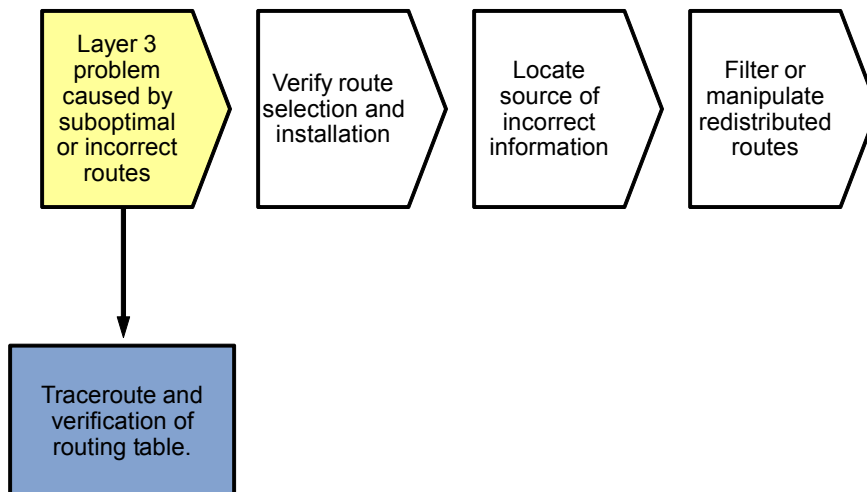 Layer 3
problem
caused by
suboptimal
or incorrect
routes
Verify route
selection and
installation
Locate
source of
incorrect
information
Filter or
manipulate
redistributed
routes
Traceroute and
verification of
routing table.